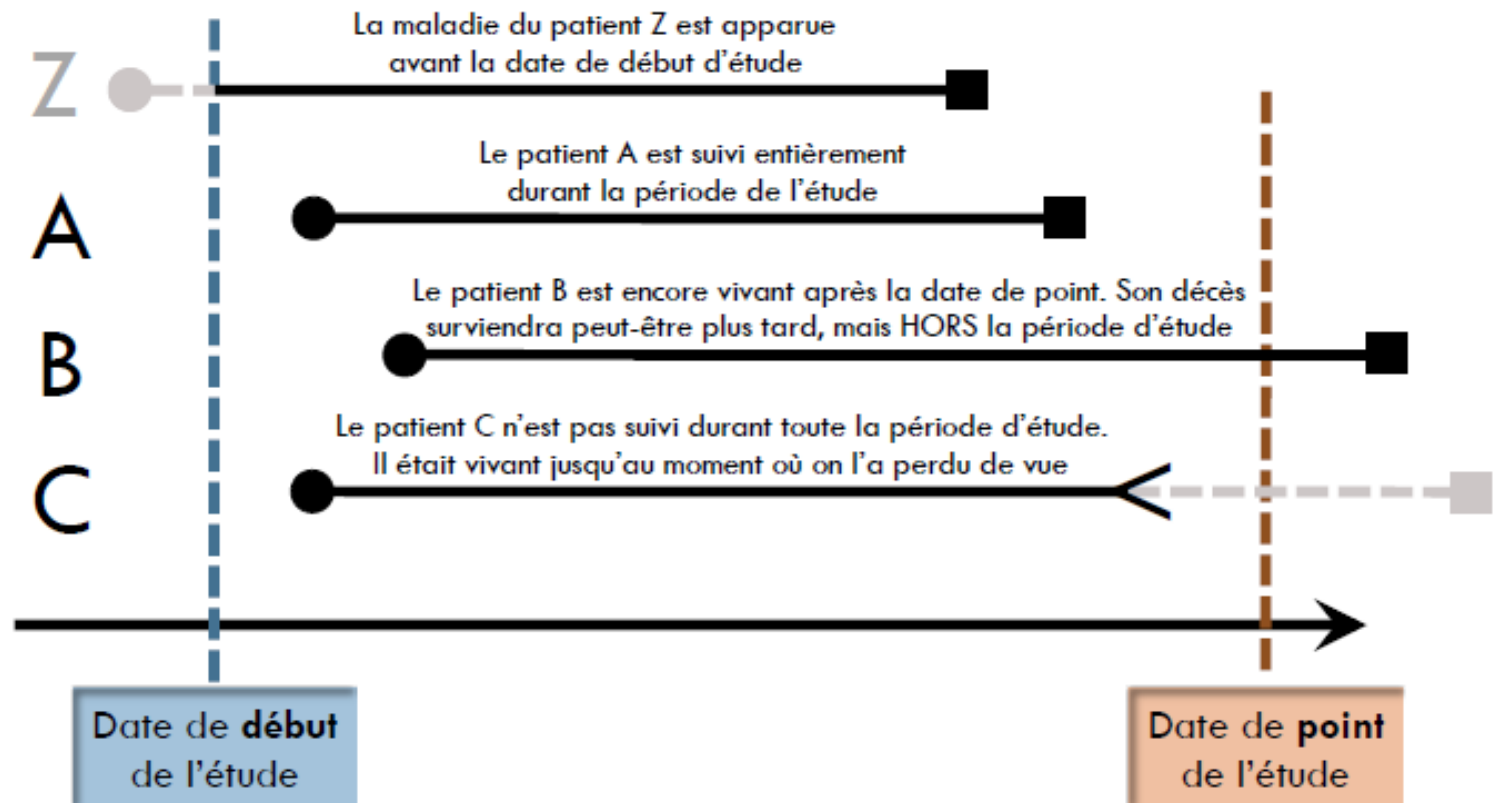 La maladie du patient Z est apparue
avant la date de début d'étude
Z
Le patient A est suivi entièrement
durant la période de l'étude
A
Le patient B est encore vivant après la date de point. Son décès
surviendra peut-être plus tard, mais HORS la période d'étude
B
Le patient C n'est pas suivi durant toute la période d'étude.
Il était vivant jusqu'au moment où on l'a perdu de vue
C
Date de début
de l'étude
Date de point
de l'étude